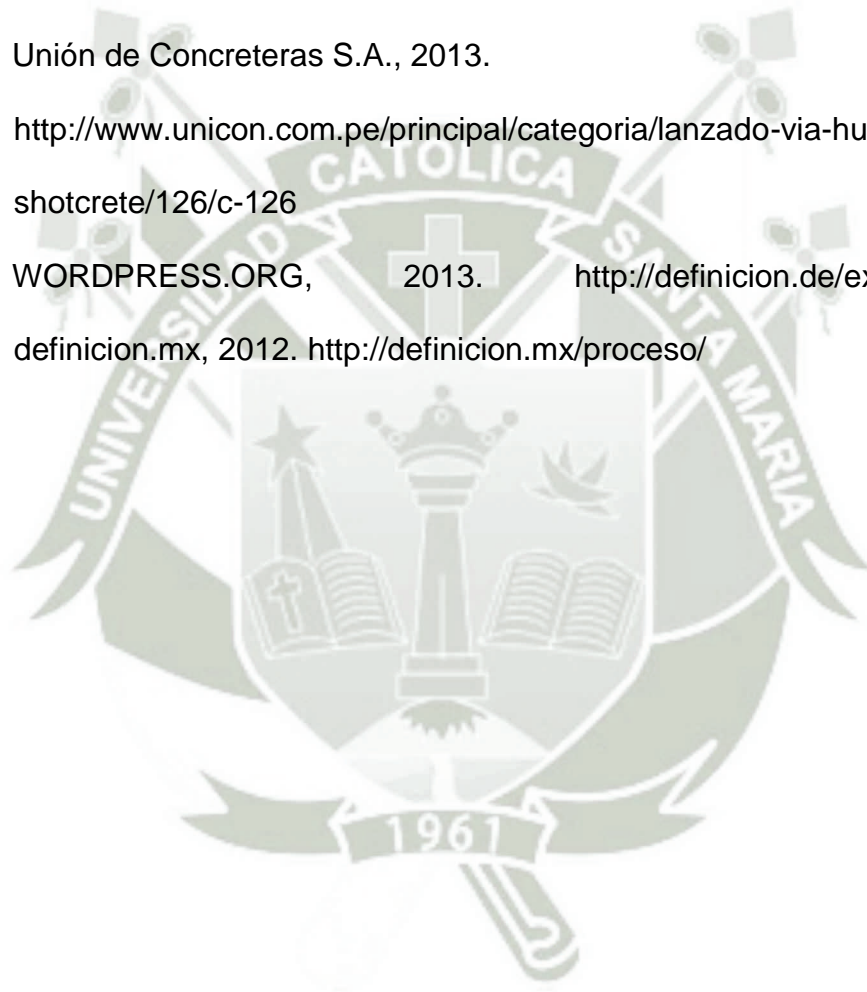 Unión de Concreteras S.A., 2013.
http://www.unicon.com.pe/principal/categoria/lanzado-via-hu
shotcrete/126/c-126
WORDPRESS.ORG, 2013. http://definicion.de/ex
definicion.mx, 2012. http://definicion.mx/proceso/
UNIVERSIDAD CATOLICA SANTA MARIA
1961